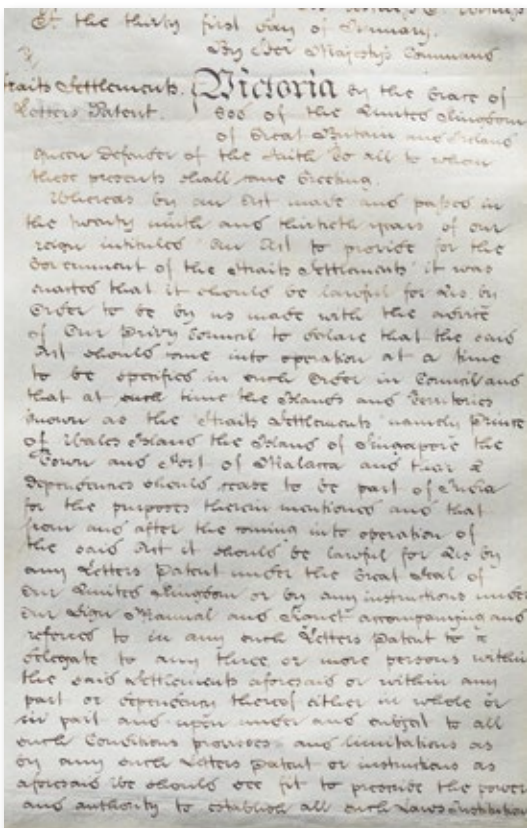 Of the thirty first day of January.
By Her Majesty's Command
Straits Settlements. Victoria by the Grace of
Letters Patent. God of the United Kingdom
of Great Britain and Ireland
Queen Defender of the Faith To all to whom
these presents shall come Greeting.
Whereas by an Act made and passed in
the twenty ninth and thirtieth years of our
reign intituled "An Act to provide for the
Government of the Straits Settlements" it was
enacted that it should be lawful for Us by
Order to be by us made with the advice
of Our Privy Council to declare that the said
Act should come into operation at a time
to be specified in such Order in Council and
that at such time the Islands and Territories
known as the Straits Settlements namely Prince
of Wales Island the Island of Singapore the
Town and Fort of Malacca and their
dependencies should cease to be part of India
for the purposes therein mentioned and that
from and after the coming into operation of
the said Act it should be lawful for Us by
any Letters Patent under the Great Seal of
Our United Kingdom or by any instructions under
Our Sign Manual and Signet accompanying and
referred to in any such Letters Patent to
delegate to any three or more persons within
the said Settlements aforesaid or within any
part or dependency thereof either in whole or
in part and upon under and subject to all
such Conditions provisoes and limitations as
by any such Letters Patent or instructions as
aforesaid We should see fit to prescribe the power
and authority to establish all such Laws Institutions